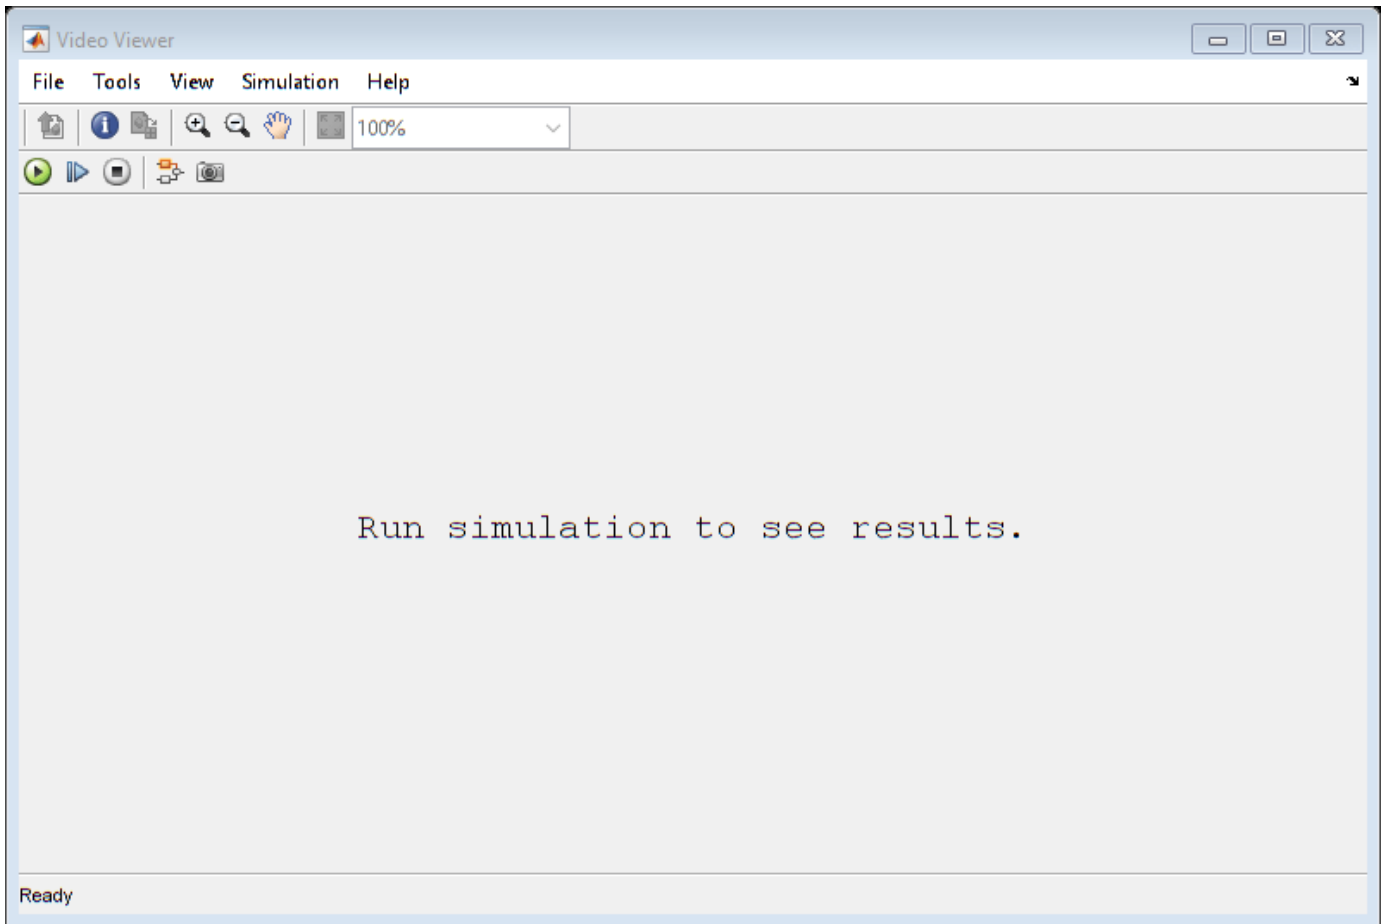 Video Viewer
File Tools View Simulation Help
100%
Run simulation to see results.
Ready